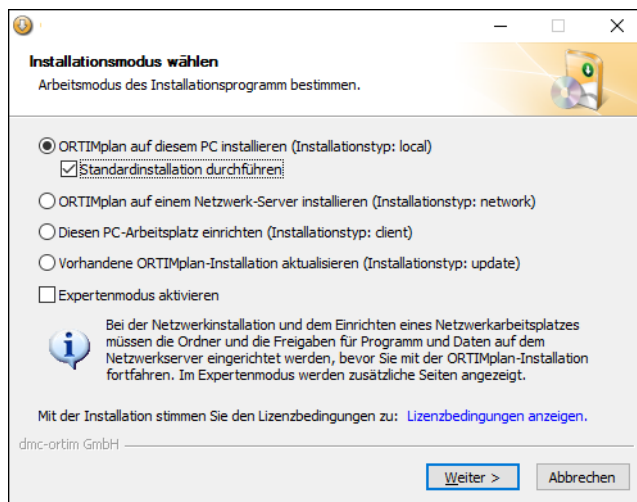 Installationsmodus wählen
Arbeitsmodus des Installationsprogramm bestimmen.
ORTIMplan auf diesem PC installieren (Installationstyp: local)
Standardinstallation durchführen
ORTIMplan auf einem Netzwerk-Server installieren (Installationstyp: network)
Diesen PC-Arbeitsplatz einrichten (Installationstyp: client)
Vorhandene ORTIMplan-Installation aktualisieren (Installationstyp: update)
Expertenmodus aktivieren
Bei der Netzwerkinstallation und dem Einrichten eines Netzwerkarbeitsplatzes
müssen die Ordner und die Freigaben für Programm und Daten auf dem
Netzwerkserver eingerichtet werden, bevor Sie mit der ORTIMplan-Installation
fortfahren. Im Expertenmodus werden zusätzliche Seiten angezeigt.
Mit der Installation stimmen Sie den Lizenzbedingungen zu: Lizenzbedingungen anzeigen.
dmc-ortim GmbH
Weiter > Abbrechen